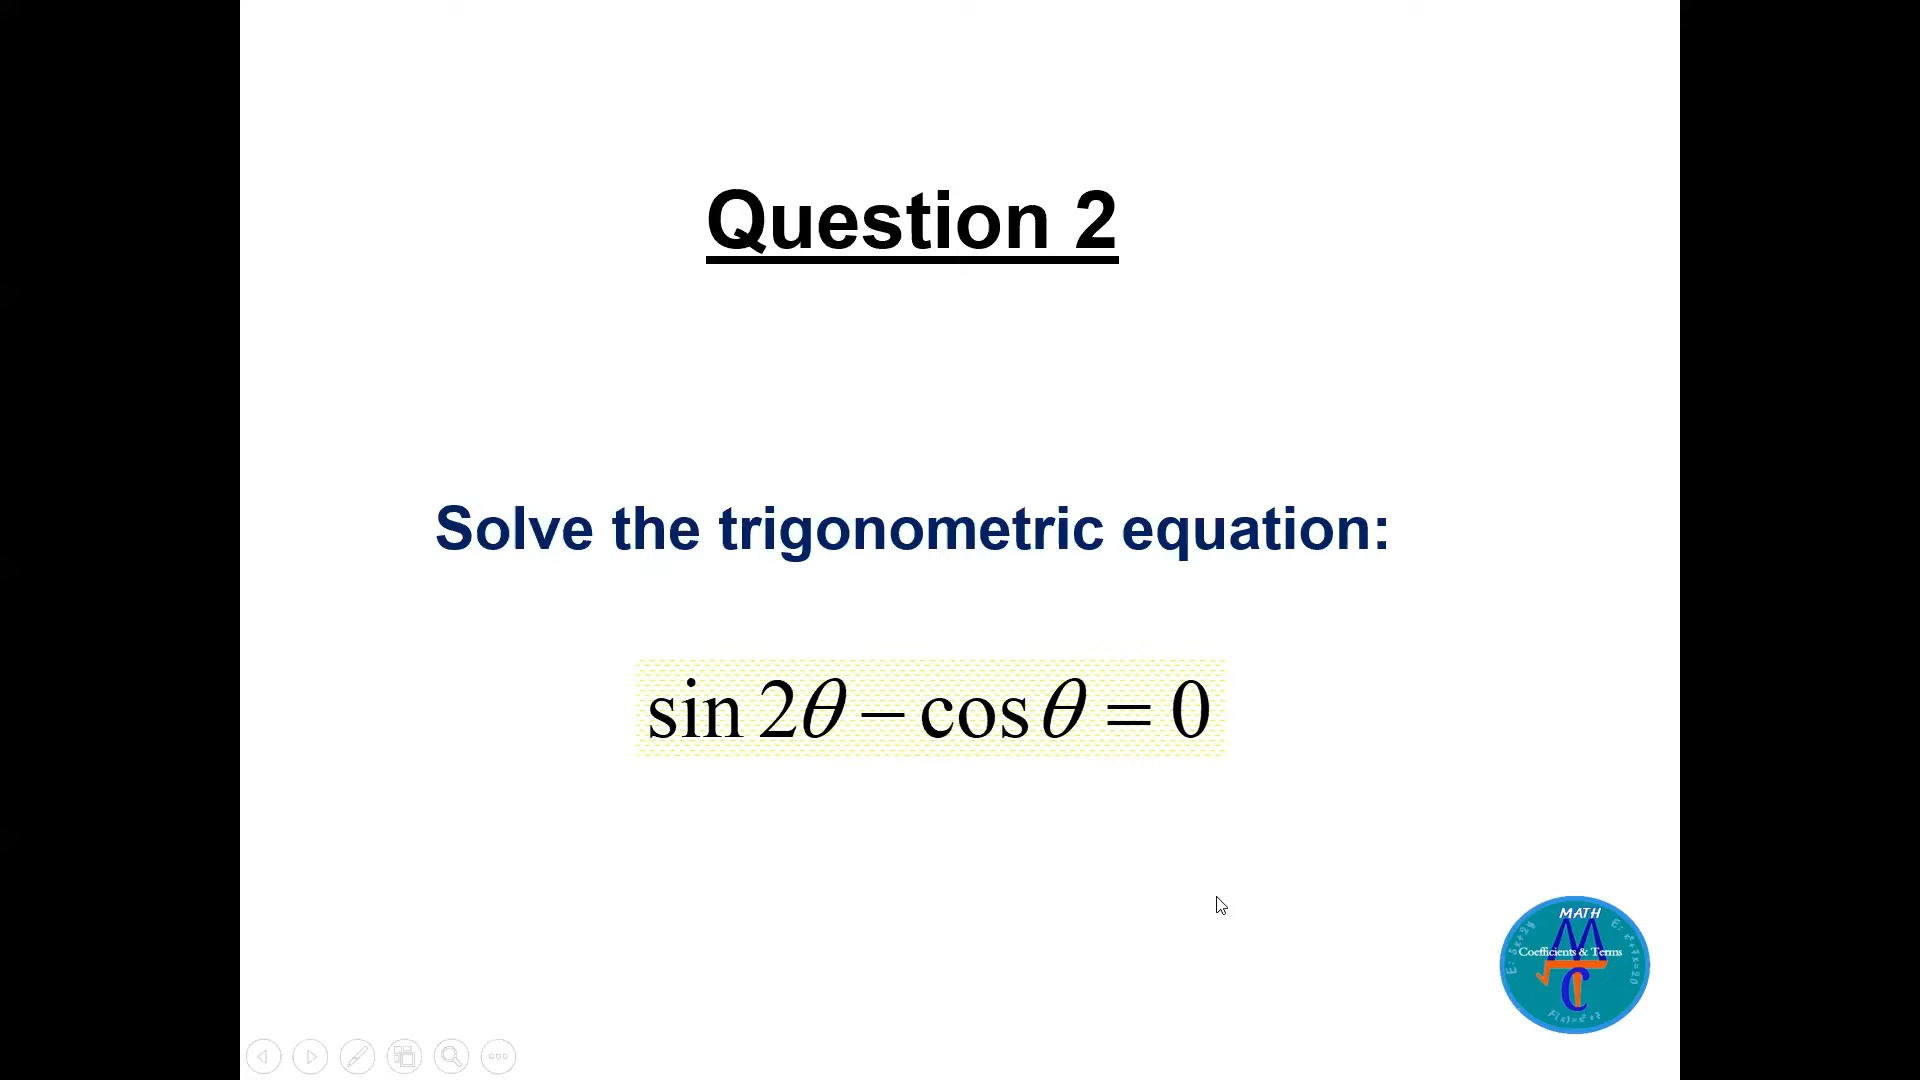 Question 2
Solve the trigonometric equation:
sin 2θ − cos θ = 0
MATH
Coefficients & Terms